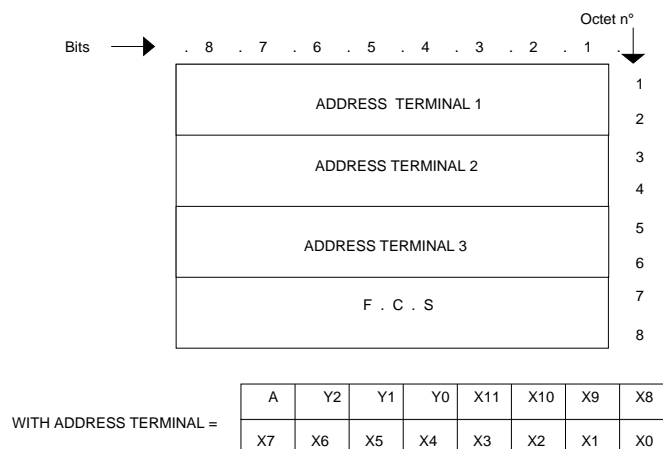 Octet n°
Bits . 8 . 7 . 6 . 5 . 4 . 3 . 2 . 1 .
ADDRESS TERMINAL 1
1
2
ADDRESS TERMINAL 2
3
4
ADDRESS TERMINAL 3
5
6
F . C . S
7
8
WITH ADDRESS TERMINAL =
A Y2 Y1 Y0 X11 X10 X9 X8
X7 X6 X5 X4 X3 X2 X1 X0